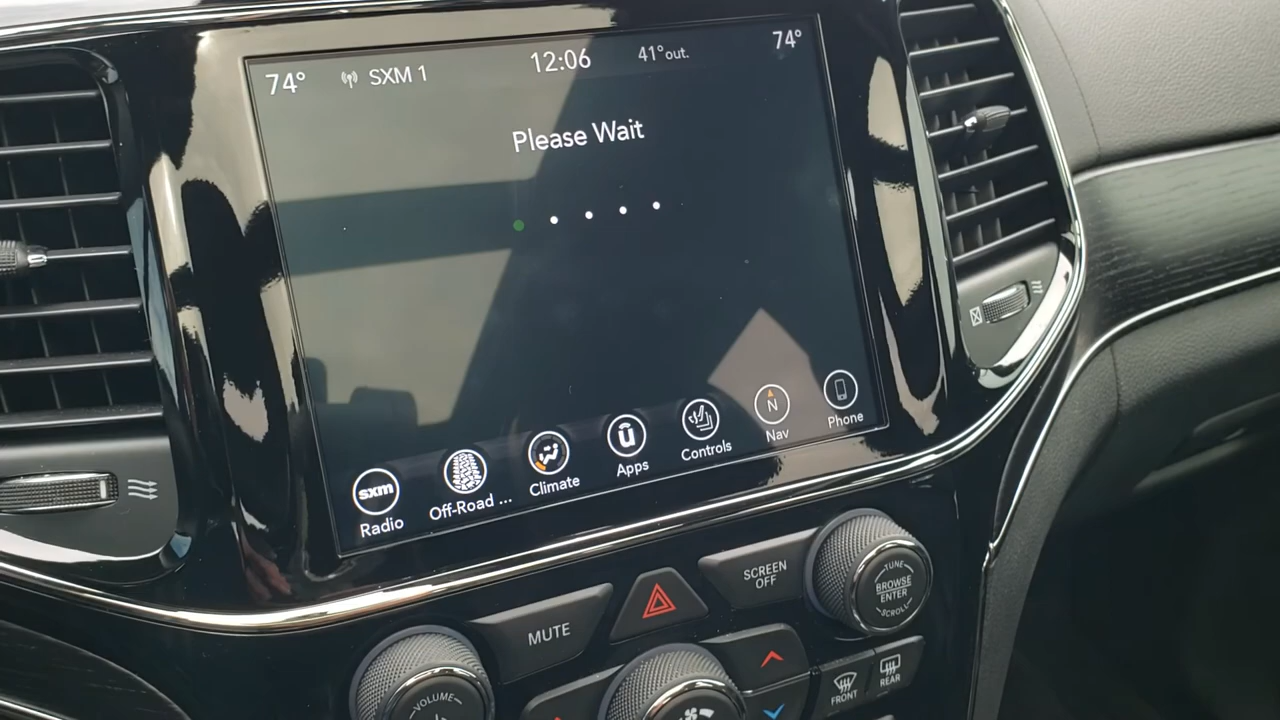 74° SXM 1 12:06 41°out. 74°
Please Wait
sxm
Radio
Off-Road ...
Climate
Apps
Controls
N
Nav
Phone
SCREEN
OFF
TUNE
BROWSE
ENTER
SCROLL
MUTE
VOLUME
FRONT
REAR